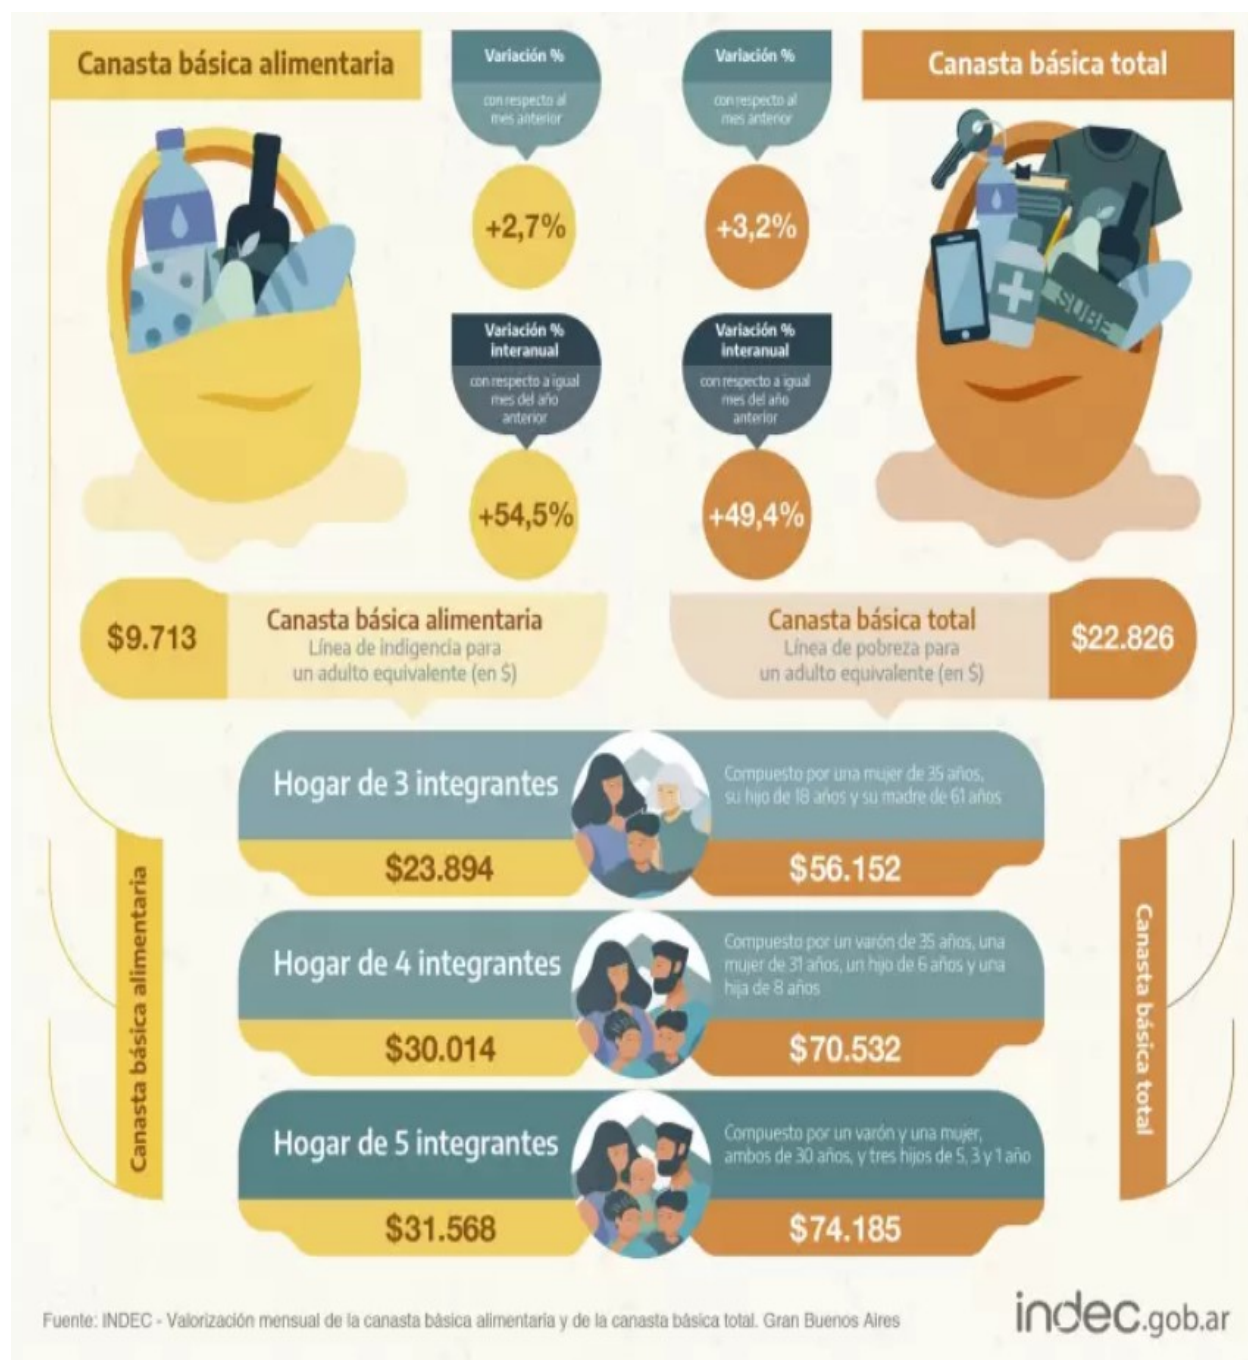 Canasta básica alimentaria
Variación %
con respecto al
mes anterior
+2,7%
Variación %
interanual
con respecto a igual
mes del año
anterior
+54,5%
Variación %
con respecto al
mes anterior
+3,2%
Variación %
interanual
con respecto a igual
mes del año
anterior
+49,4%
Canasta básica total
SUBE
$9.713
Canasta básica alimentaria
Línea de indigencia para
un adulto equivalente (en $)
Canasta básica total
Línea de pobreza para
un adulto equivalente (en $)
$22.826
Hogar de 3 integrantes
Compuesto por una mujer de 35 años,
su hijo de 18 años y su madre de 61 años
$23.894
$56.152
Hogar de 4 integrantes
Compuesto por un varón de 35 años, una
mujer de 31 años, un hijo de 6 años y una
hija de 8 años
$30.014
$70.532
Hogar de 5 integrantes
Compuesto por un varón y una mujer,
ambos de 30 años, y tres hijos de 5, 3 y 1 año
$31.568
$74.185
Canasta básica alimentaria
Canasta básica total
Fuente: INDEC - Valorización mensual de la canasta básica alimentaria y de la canasta básica total. Gran Buenos Aires
indec.gob.ar